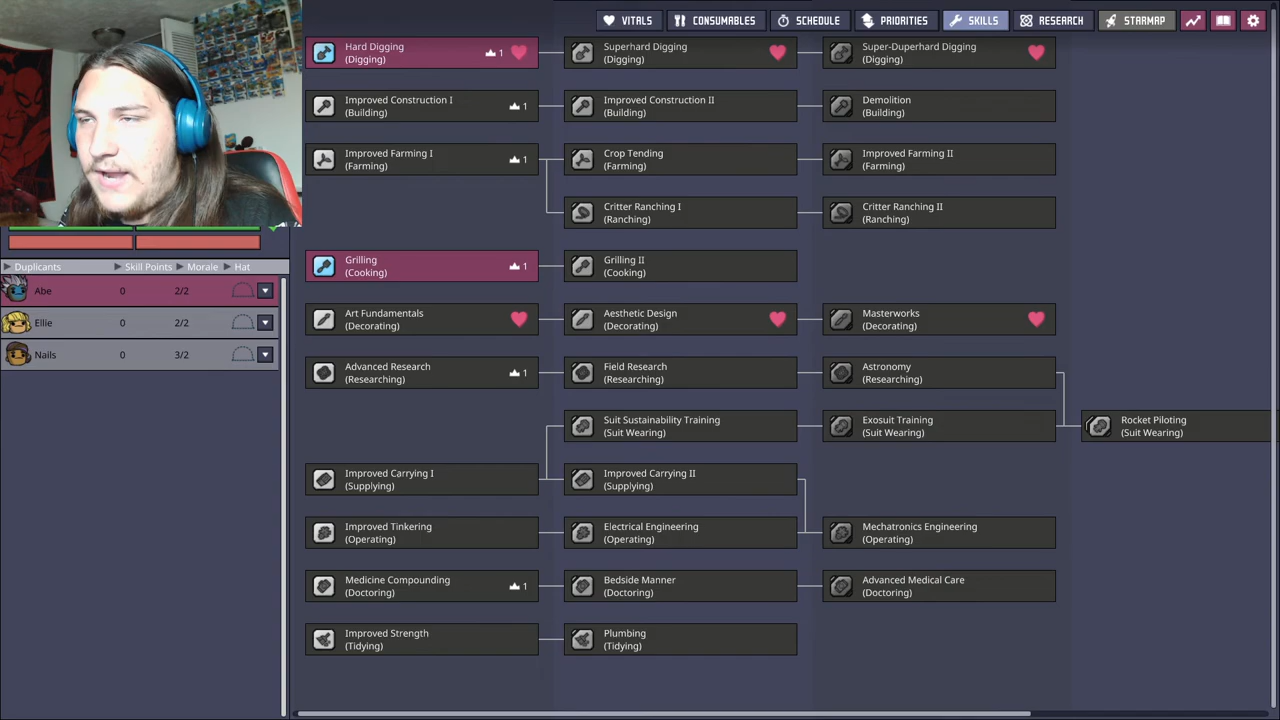 VITALS CONSUMABLES SCHEDULE PRIORITIES SKILLS RESEARCH STARMAP
Hard Digging 1 Superhard Digging Super-Duperhard Digging
(Digging) (Digging) (Digging)
Improved Construction I 1 Improved Construction II Demolition
(Building) (Building) (Building)
Improved Farming I 1 Crop Tending Improved Farming II
(Farming) (Farming) (Farming)
Critter Ranching I Critter Ranching II
(Ranching) (Ranching)
Grilling 1 Grilling II
(Cooking) (Cooking)
Art Fundamentals Aesthetic Design Masterworks
(Decorating) (Decorating) (Decorating)
Advanced Research 1 Field Research Astronomy
(Researching) (Researching) (Researching)
Suit Sustainability Training Exosuit Training Rocket Piloting
(Suit Wearing) (Suit Wearing) (Suit Wearing)
Improved Carrying I Improved Carrying II
(Supplying) (Supplying)
Improved Tinkering Electrical Engineering Mechatronics Engineering
(Operating) (Operating) (Operating)
Medicine Compounding 1 Bedside Manner Advanced Medical Care
(Doctoring) (Doctoring) (Doctoring)
Improved Strength Plumbing
(Tidying) (Tidying)
Duplicants Skill Points Morale Hat
Abe 0 2/2
Ellie 0 2/2
Nails 0 3/2